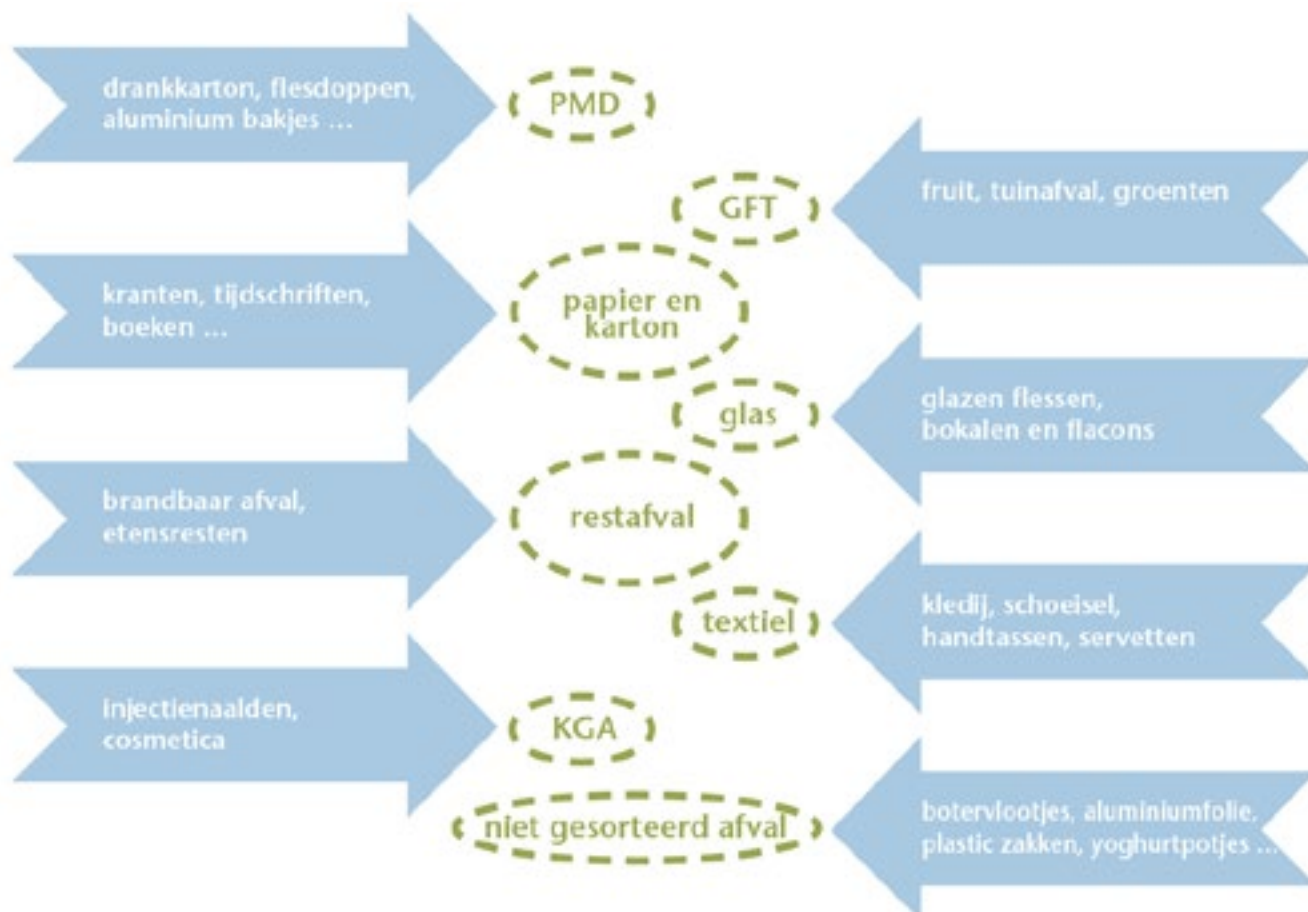 drankkarton, flesdoppen,
aluminium bakjes ...
PMD
GFT
fruit, tuinafval, groenten
kranten, tijdschriften,
boeken ...
papier en
karton
glas
glazen flessen,
bokalen en flacons
brandbaar afval,
etensresten
restafval
textiel
kledij, schoeisel,
handtassen, servetten
injectienaalden,
cosmetica
KGA
niet gesorteerd afval
botervlootjes, aluminiumfolie,
plastic zakken, yoghurtpotjes ...